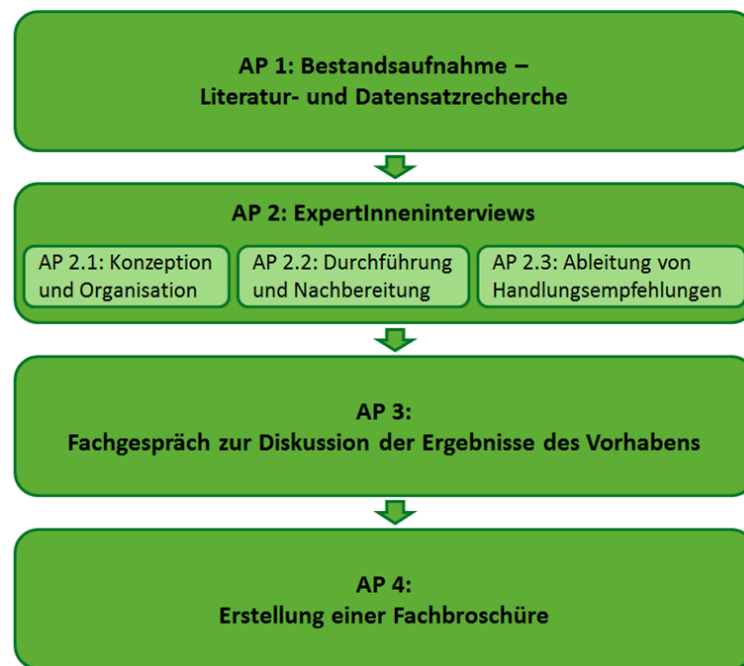 AP 1: Bestandsaufnahme –
Literatur- und Datensatzrecherche
AP 2: ExpertInneninterviews
AP 2.1: Konzeption
und Organisation
AP 2.2: Durchführung
und Nachbereitung
AP 2.3: Ableitung von
Handlungsempfehlungen
AP 3:
Fachgespräch zur Diskussion der Ergebnisse des Vorhabens
AP 4:
Erstellung einer Fachbroschüre